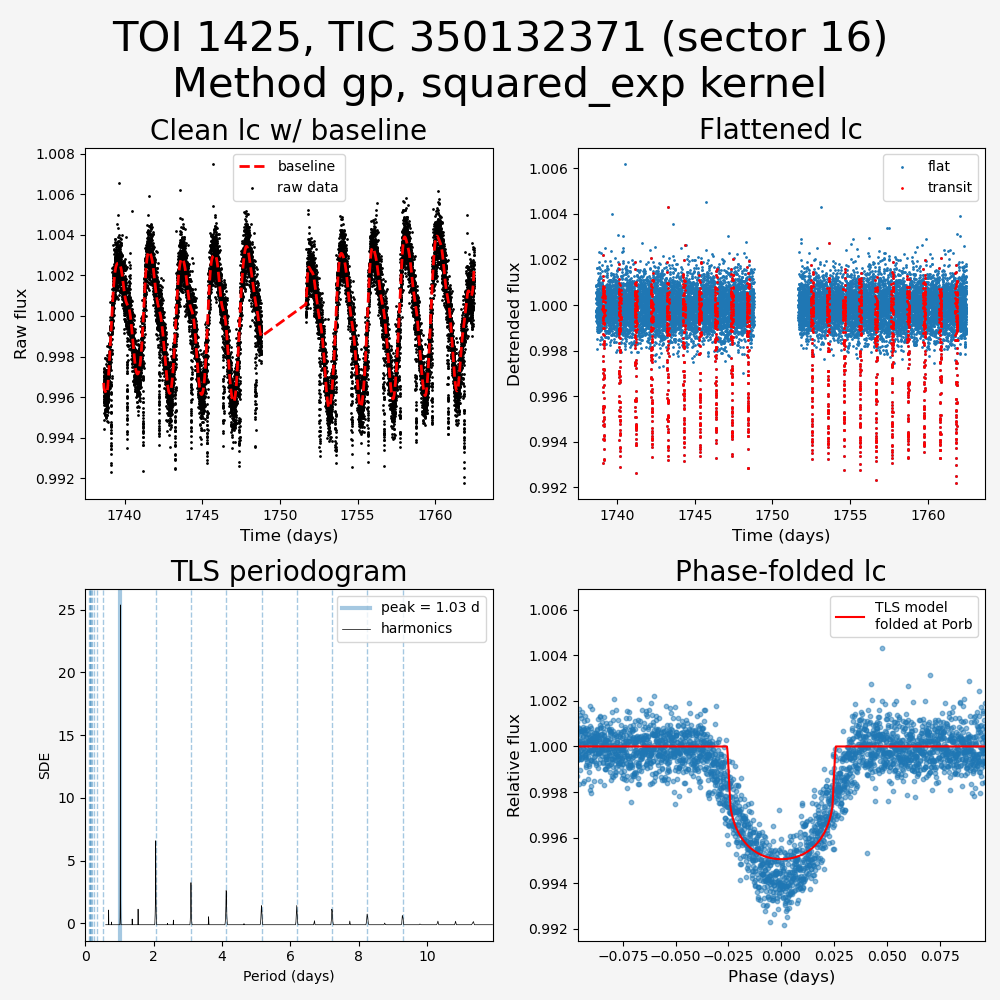 TOI 1425, TIC 350132371 (sector 16)
Method gp, squared_exp kernel
Clean lc w/ baseline
baseline
raw data
Raw flux
1.008
1.006
1.004
1.002
1.000
0.998
0.996
0.994
0.992
1740
1745
1750
1755
1760
Time (days)
Flattened lc
flat
transit
Detrended flux
1.006
1.004
1.002
1.000
0.998
0.996
0.994
0.992
1740
1745
1750
1755
1760
Time (days)
TLS periodogram
peak = 1.03 d
harmonics
SDE
25
20
15
10
5
0
0
2
4
6
8
10
Period (days)
Phase-folded lc
TLS model
folded at Porb
Relative flux
1.006
1.004
1.002
1.000
0.998
0.996
0.994
0.992
−0.075
−0.050
−0.025
0.000
0.025
0.050
0.075
Phase (days)